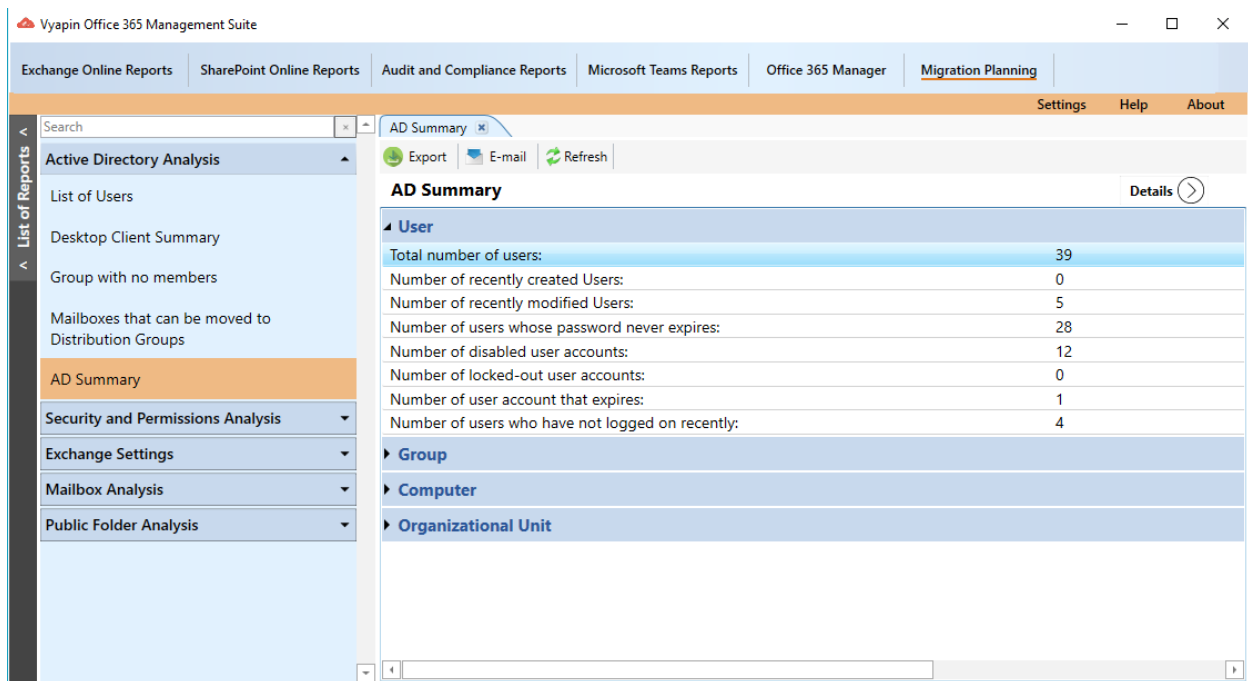 Vyapin Office 365 Management Suite
Exchange Online Reports
SharePoint Online Reports
Audit and Compliance Reports
Microsoft Teams Reports
Office 365 Manager
Migration Planning
Settings Help About
List of Reports
Search
Active Directory Analysis
List of Users
Desktop Client Summary
Group with no members
Mailboxes that can be moved to
Distribution Groups
AD Summary
Security and Permissions Analysis
Exchange Settings
Mailbox Analysis
Public Folder Analysis
AD Summary
Export E-mail Refresh
AD Summary
Details
User
Total number of users: 39
Number of recently created Users: 0
Number of recently modified Users: 5
Number of users whose password never expires: 28
Number of disabled user accounts: 12
Number of locked-out user accounts: 0
Number of user account that expires: 1
Number of users who have not logged on recently: 4
Group
Computer
Organizational Unit